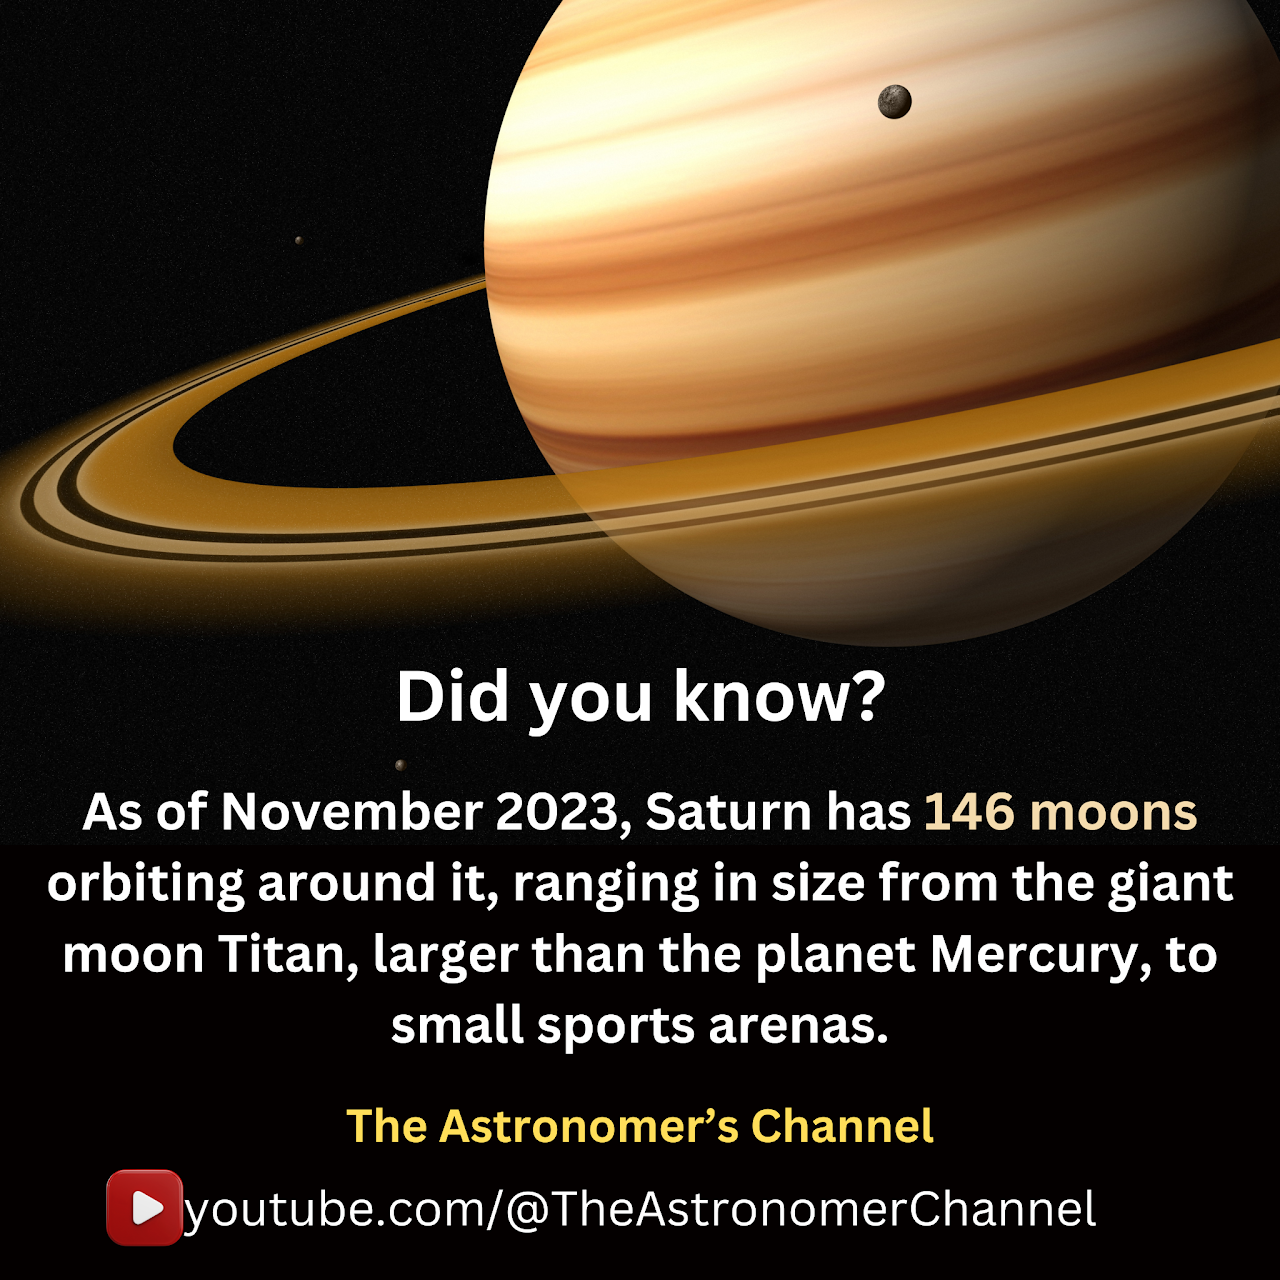 Did you know?
As of November 2023, Saturn has 146 moons
orbiting around it, ranging in size from the giant
moon Titan, larger than the planet Mercury, to
small sports arenas.
The Astronomer’s Channel
youtube.com/@TheAstronomerChannel